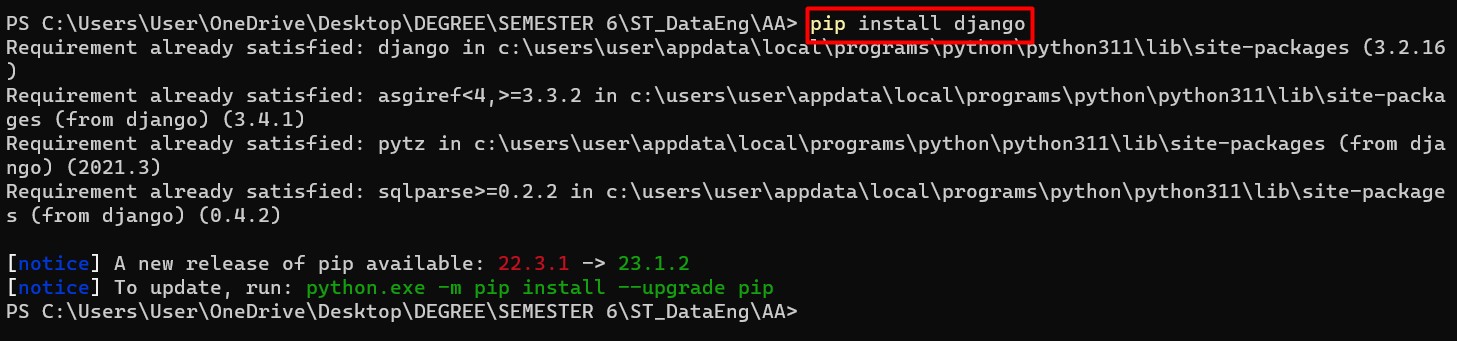 PS C:\Users\User\OneDrive\Desktop\DEGREE\SEMESTER 6\ST_DataEng\AA> pip install django
Requirement already satisfied: django in c:\users\user\appdata\local\programs\python\python311\lib\site-packages (3.2.16
)
Requirement already satisfied: asgiref<4,>=3.3.2 in c:\users\user\appdata\local\programs\python\python311\lib\site-packa
ges (from django) (3.4.1)
Requirement already satisfied: pytz in c:\users\user\appdata\local\programs\python\python311\lib\site-packages (from dja
ngo) (2021.3)
Requirement already satisfied: sqlparse>=0.2.2 in c:\users\user\appdata\local\programs\python\python311\lib\site-package
s (from django) (0.4.2)
[notice] A new release of pip available: 22.3.1 -> 23.1.2
[notice] To update, run: python.exe -m pip install --upgrade pip
PS C:\Users\User\OneDrive\Desktop\DEGREE\SEMESTER 6\ST_DataEng\AA>